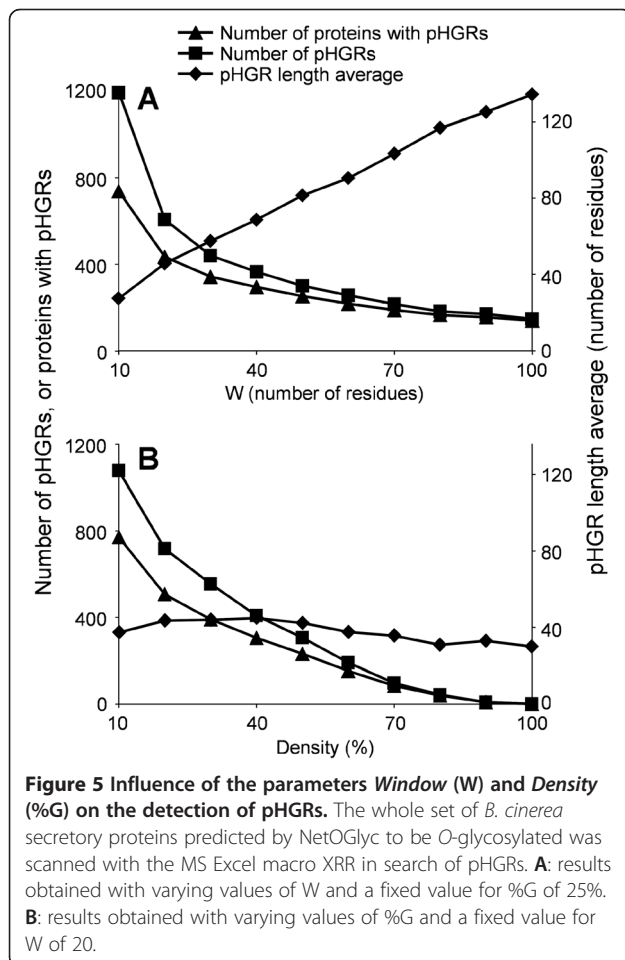 Number of proteins with pHGRs
Number of pHGRs
pHGR length average
A
1200
800
400
0
120
80
40
0
10 40 70 100
W (number of residues)
B
1200
800
400
0
120
80
40
0
10 40 70 100
Density (%)
Number of pHGRs, or proteins with pHGRs
pHGR length average (number of residues)
Figure 5 Influence of the parameters Window (W) and Density
(%G) on the detection of pHGRs. The whole set of B. cinerea
secretory proteins predicted by NetOGlyc to be O-glycosylated was
scanned with the MS Excel macro XRR in search of pHGRs. A: results
obtained with varying values of W and a fixed value for %G of 25%.
B: results obtained with varying values of %G and a fixed value for
W of 20.